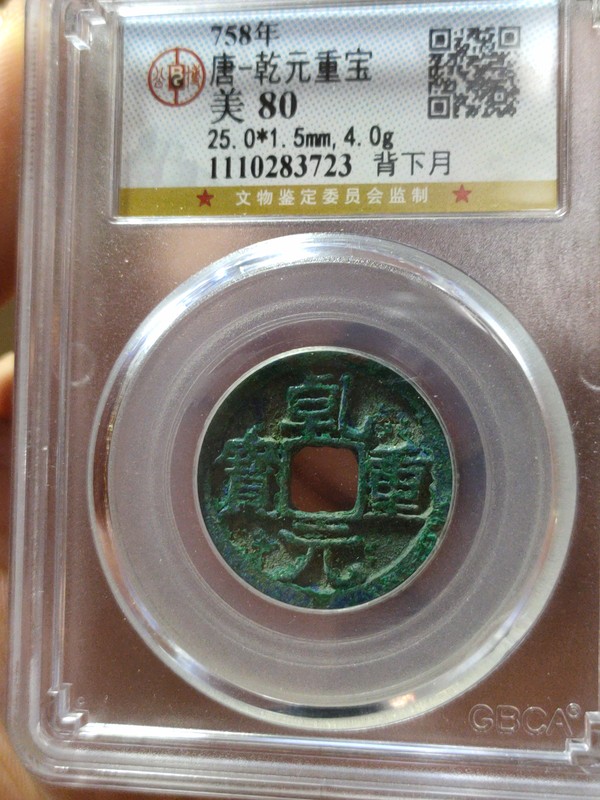 758年
唐-乾元重宝
美 80
25.0*1.5mm, 4.0g
1110283723 背下月
★ 文物鉴定委员会监制 ★
乾
寶 重
元
GBCA®